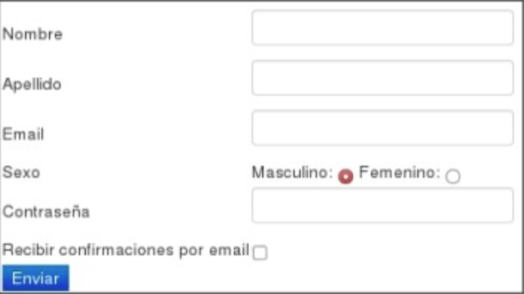 Nombre
Apellido
Email
Sexo Masculino: Femenino:
Contraseña
Recibir confirmaciones por email
Enviar